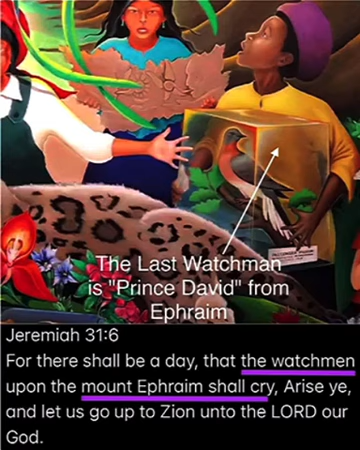 The Last Watchman
is "Prince David" from
Ephraim
Jeremiah 31:6
For there shall be a day, that the watchmen
upon the mount Ephraim shall cry, Arise ye,
and let us go up to Zion unto the LORD our
God.